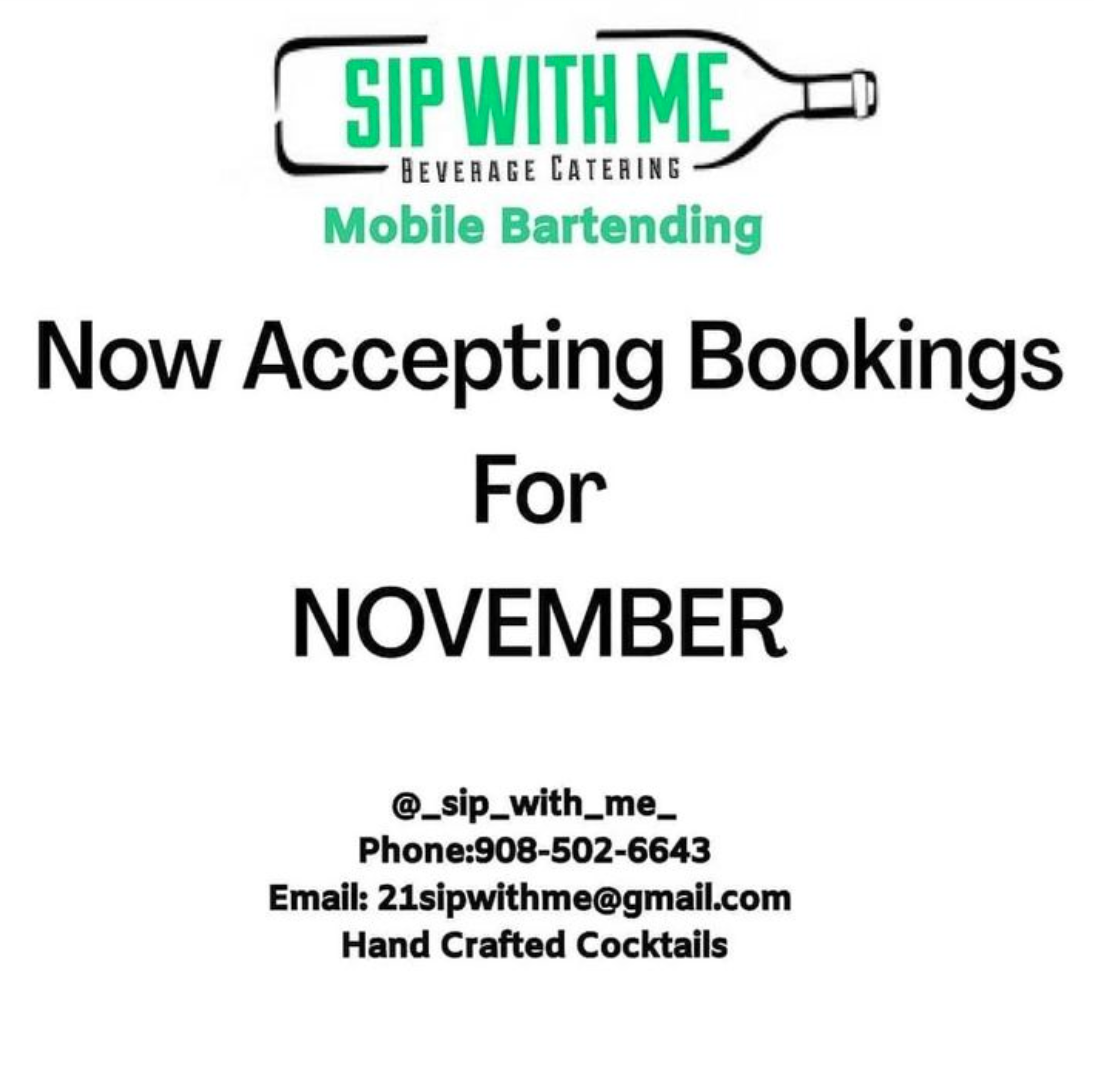 SIP WITH ME
BEVERAGE CATERING
Mobile Bartending
Now Accepting Bookings
For
NOVEMBER
@_sip_with_me_
Phone:908-502-6643
Email: 21sipwithme@gmail.com
Hand Crafted Cocktails